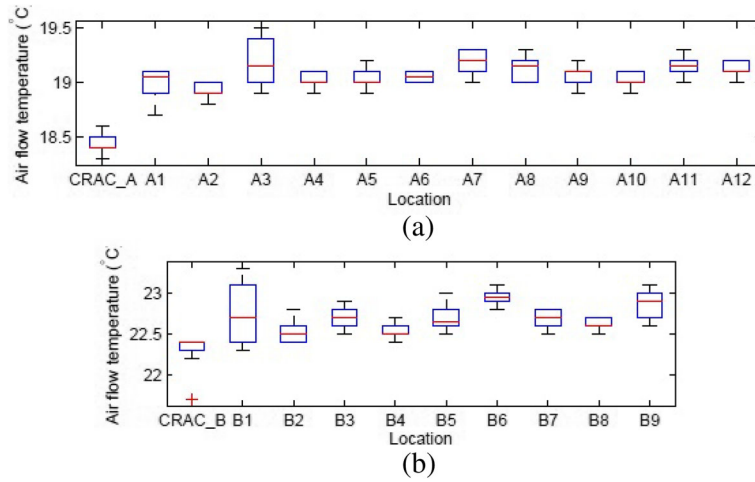 Air flow temperature (°C)
19.5
19
18.5
CRAC_A A1 A2 A3 A4 A5 A6 A7 A8 A9 A10 A11 A12
Location
(a)
Air flow temperature (°C)
23
22.5
22
CRAC_B B1 B2 B3 B4 B5 B6 B7 B8 B9
Location
(b)